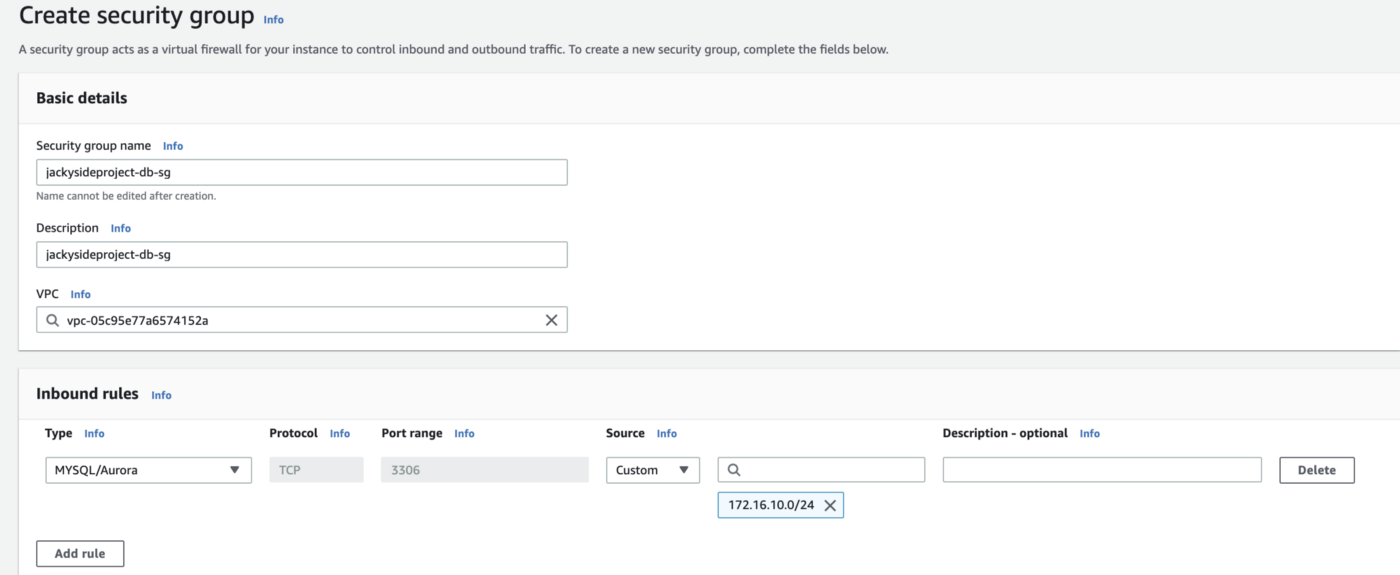 Create security group Info
A security group acts as a virtual firewall for your instance to control inbound and outbound traffic. To create a new security group, complete the fields below.
Basic details
Security group name Info
jackysideproject-db-sg
Name cannot be edited after creation.
Description Info
jackysideproject-db-sg
VPC Info
vpc-05c95e77a6574152a
Inbound rules Info
Type Info Protocol Info Port range Info Source Info Description - optional Info
MYSQL/Aurora TCP 3306 Custom Delete
172.16.10.0/24
Add rule